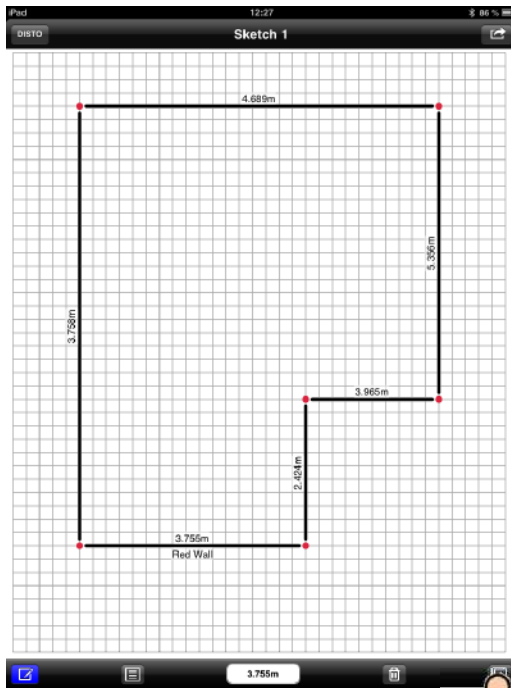 iPad
12:27
86 %
DISTO
Sketch 1
4.689m
5.356m
3.758m
3.965m
2.424m
3.755m
Red Wall
3.755m